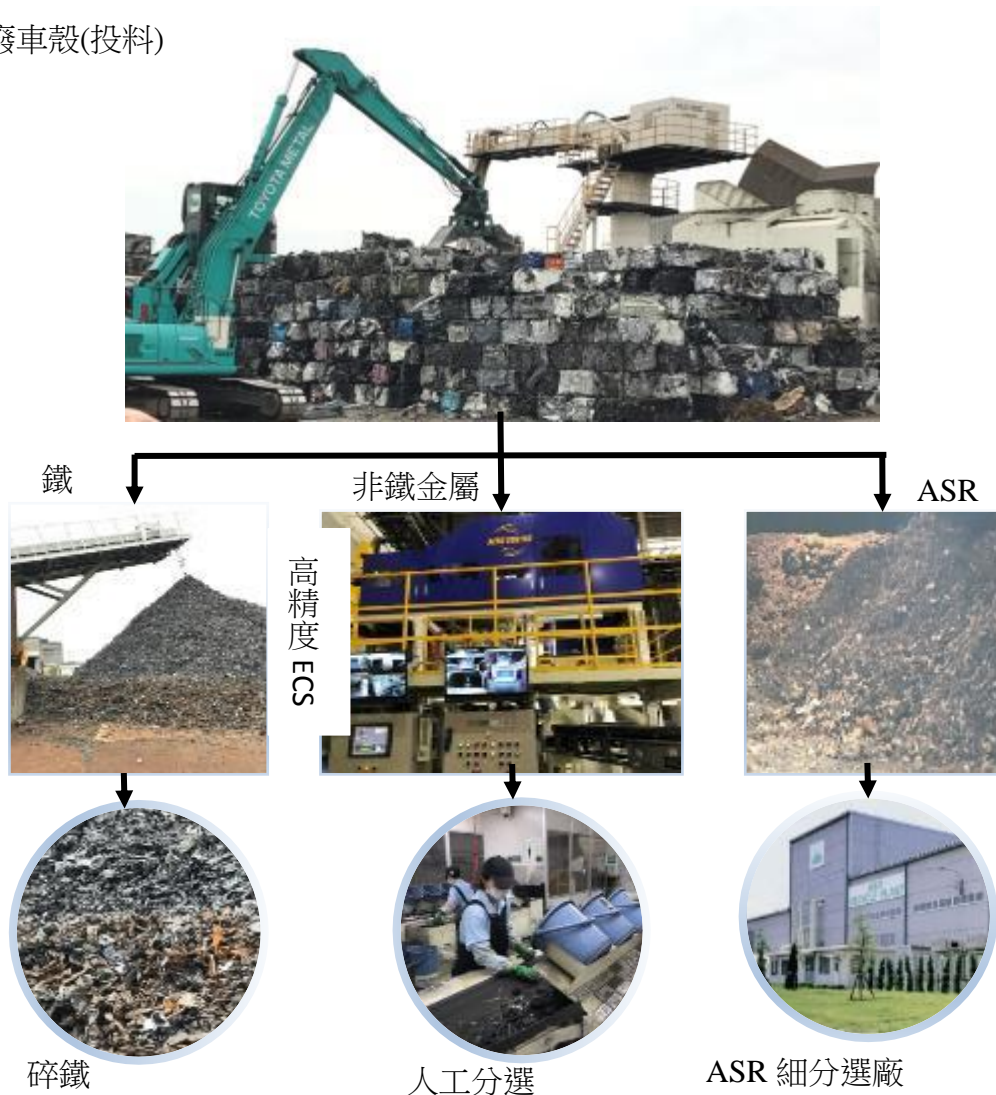 廢車殼(投料)
TOYOTA METAL
鐵
非鐵金屬
ASR
高精度 ECS
碎鐵
人工分選
ASR 細分選廠